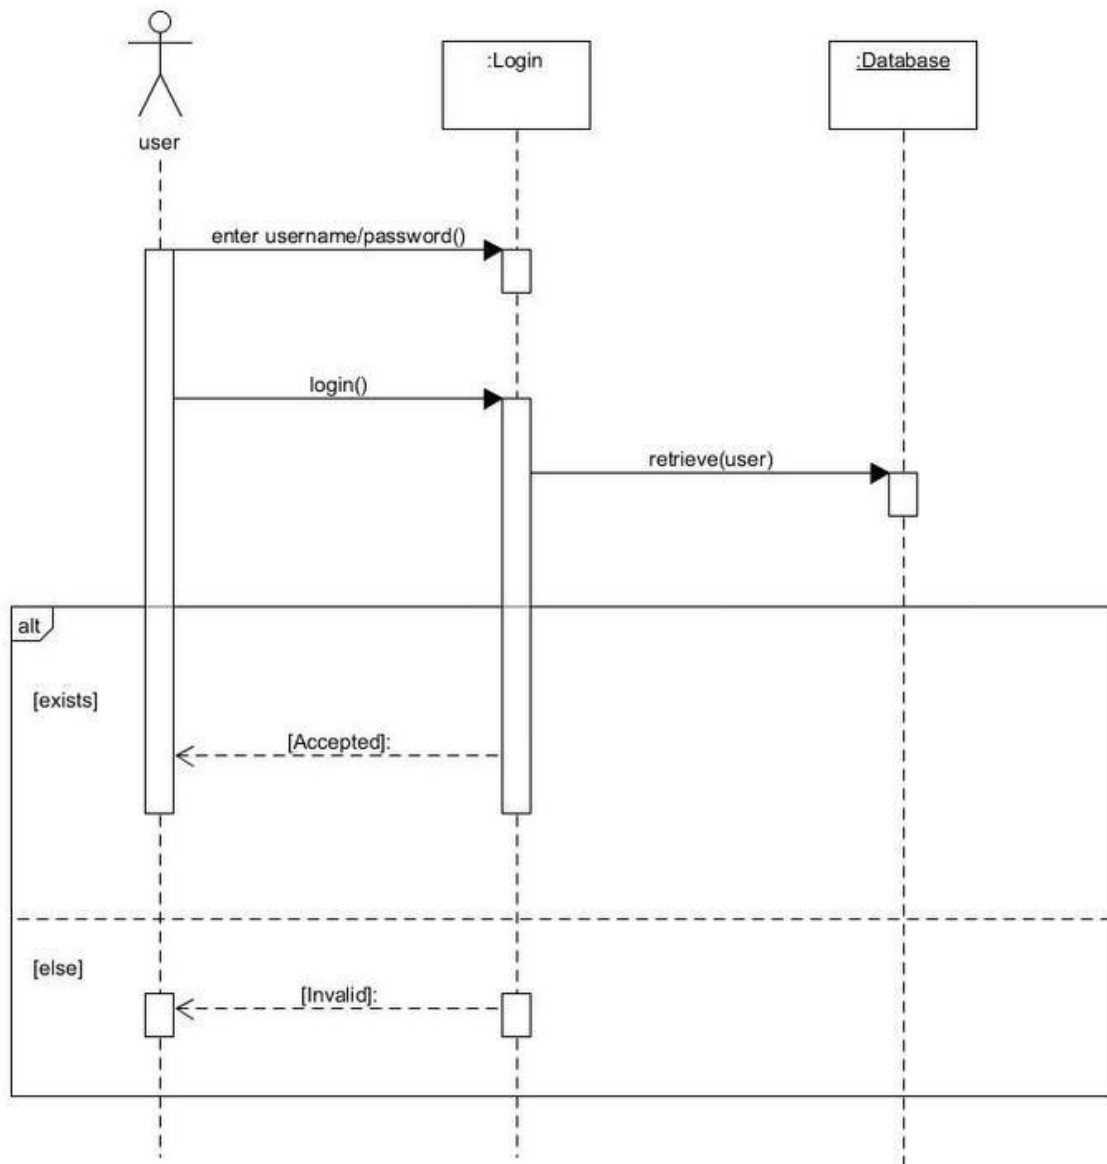 :Login
:Database
user
enter username/password()
login()
retrieve(user)
alt
[exists]
[Accepted]:
[else]
[Invalid]: